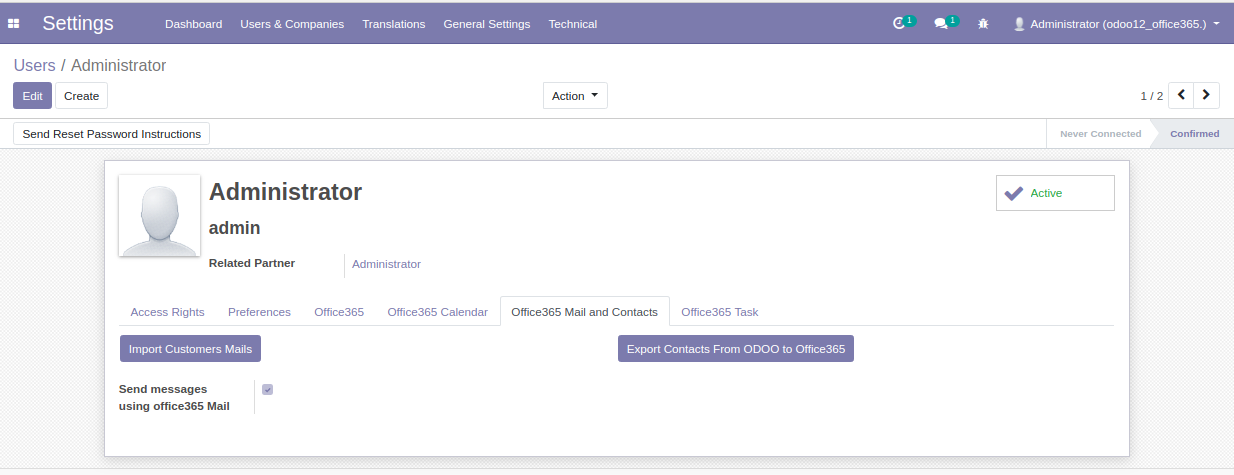 Settings Dashboard Users & Companies Translations General Settings Technical 1 1 Administrator (odoo12_office365.)
Users / Administrator
Edit Create Action 1 / 2
Send Reset Password Instructions Never Connected Confirmed
Administrator Active
admin
Related Partner Administrator
Access Rights Preferences Office365 Office365 Calendar Office365 Mail and Contacts Office365 Task
Import Customers Mails Export Contacts From ODOO to Office365
Send messages
using office365 Mail